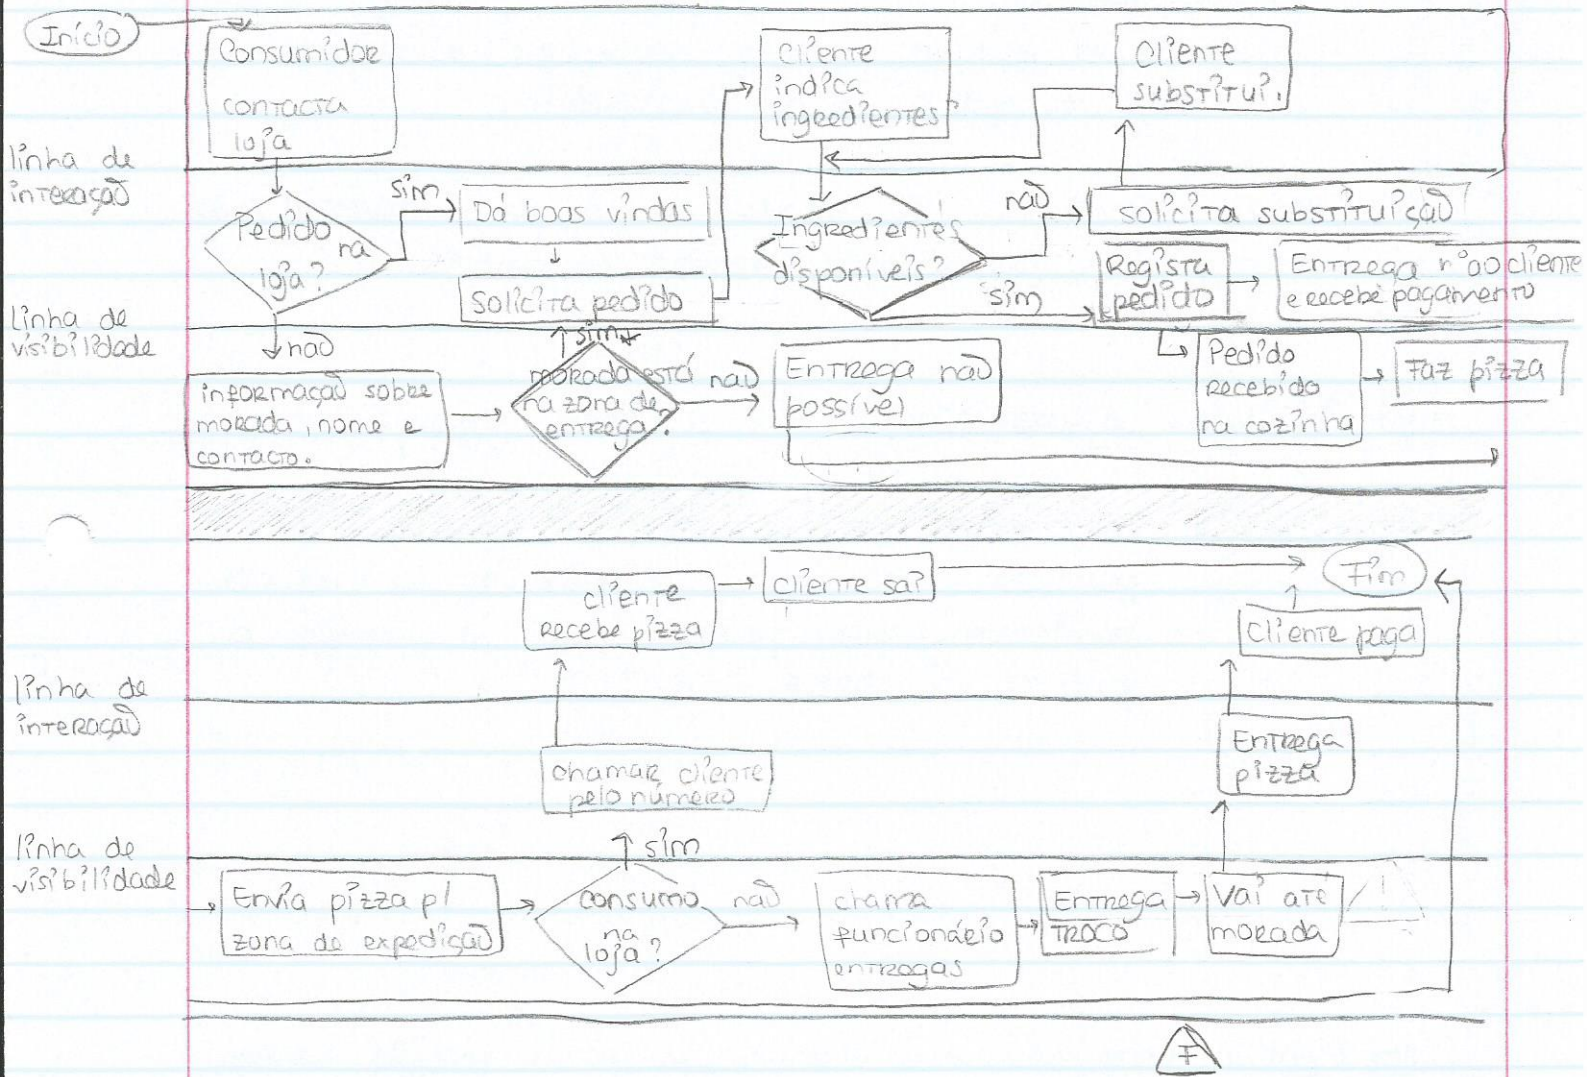 Início
Consumidor
contacta
loja
Cliente
indica
ingredientes
Cliente
substitui.
linha de
interação
Pedido
na
loja?
sim
Dá boas vindas
Solicita pedido
Ingredientes
disponíveis?
não
solicita substituição
sim
Regista
pedido
Entrega nº ao cliente
e recebe pagamento
linha de
visibilidade
não
informação sobre
morada, nome e
contacto.
sim
morada está
na zona de
entrega?
não
Entrega não
possível
Pedido
recebido
na cozinha
Faz pizza
cliente
recebe pizza
cliente sai
Fim
Cliente paga
linha de
interação
chamar cliente
pelo número
Entrega
pizza
linha de
visibilidade
sim
Envia pizza p/
zona de expedição
consumo
na
loja?
não
chama
funcionário
entregas
Entrega
TROCO
Vai até
morada
F